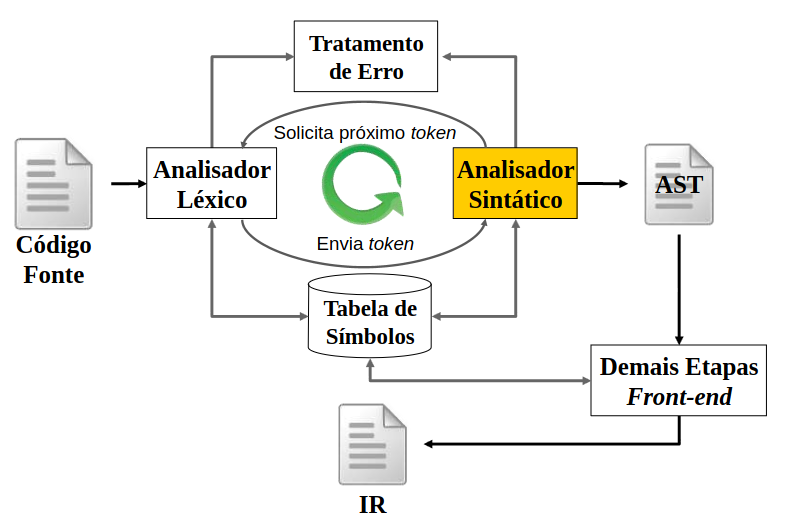 Tratamento
de Erro
Solicita próximo token
Analisador
Léxico
Analisador
Sintático
AST
Código
Fonte
Envia token
Tabela de
Símbolos
Demais Etapas
Front-end
IR